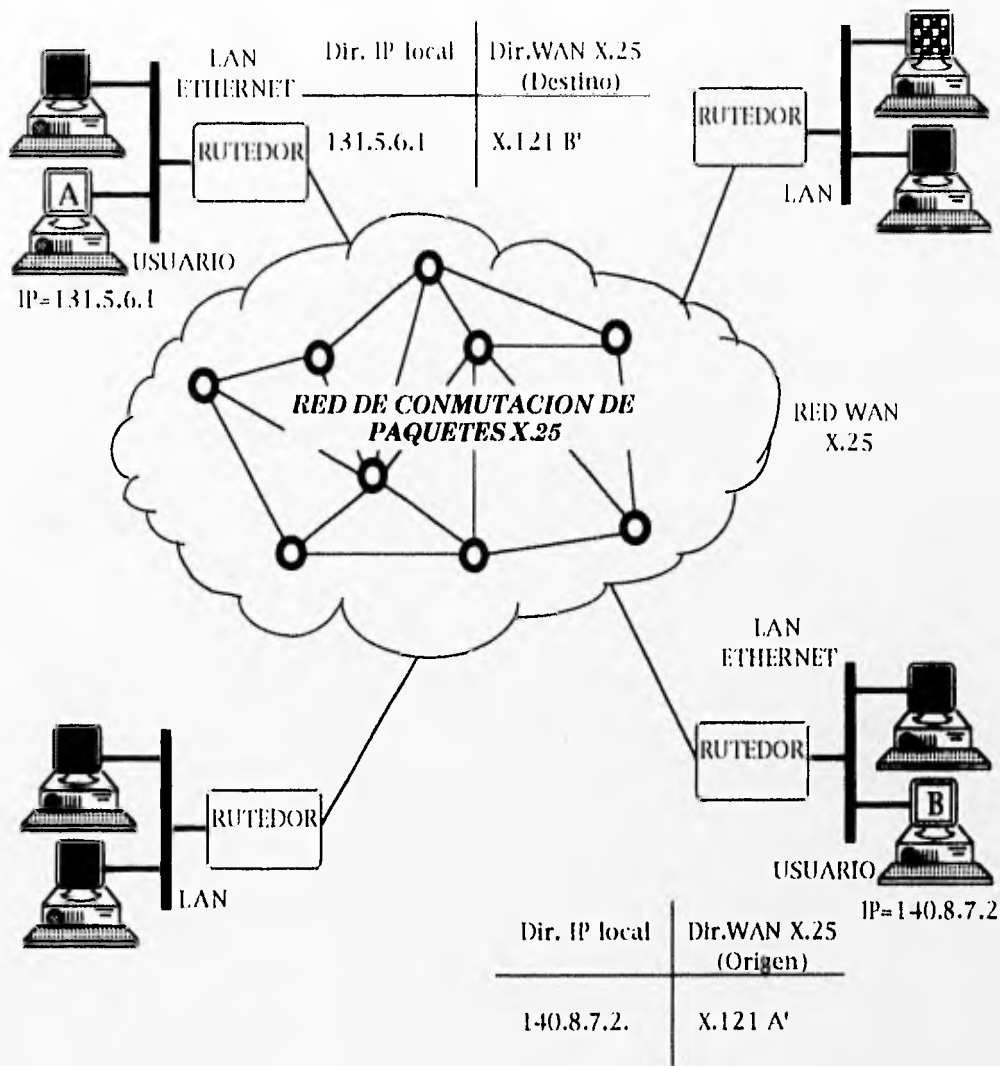 LAN
ETHERNET
Dir. IP local
Dir.WAN X.25
(Destino)
131.5.6.1
X.121 B'
RUTEDOR
A
USUARIO
IP=131.5.6.1
RUTEDOR
LAN
RED DE CONMUTACION DE
PAQUETES X.25
RED WAN
X.25
LAN
ETHERNET
RUTEDOR
B
USUARIO
IP=140.8.7.2
RUTEDOR
LAN
Dir. IP local
Dir.WAN X.25
(Origen)
140.8.7.2.
X.121 A'